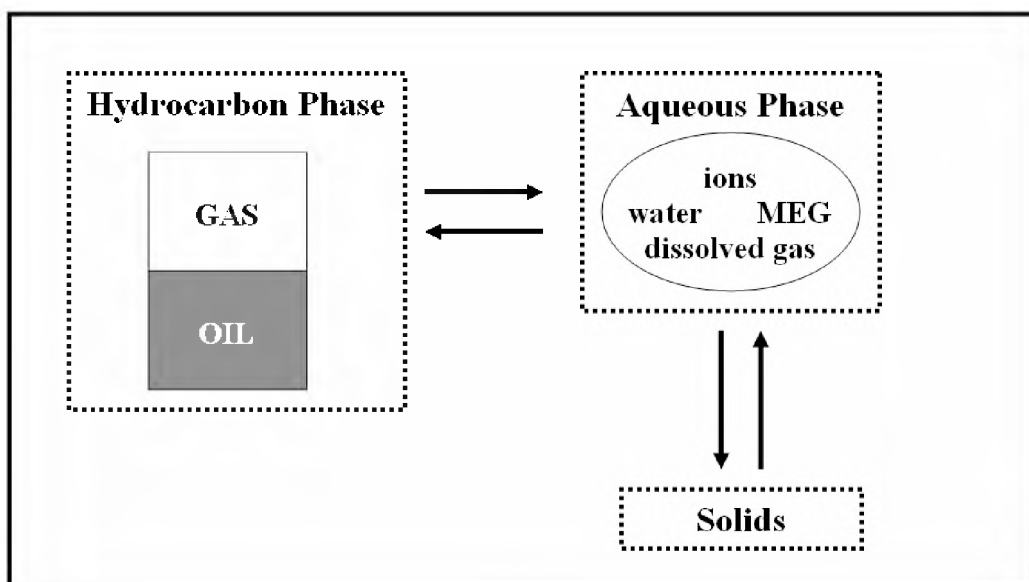 Hydrocarbon Phase
GAS
OIL
Aqueous Phase
ions
water MEG
dissolved gas
Solids